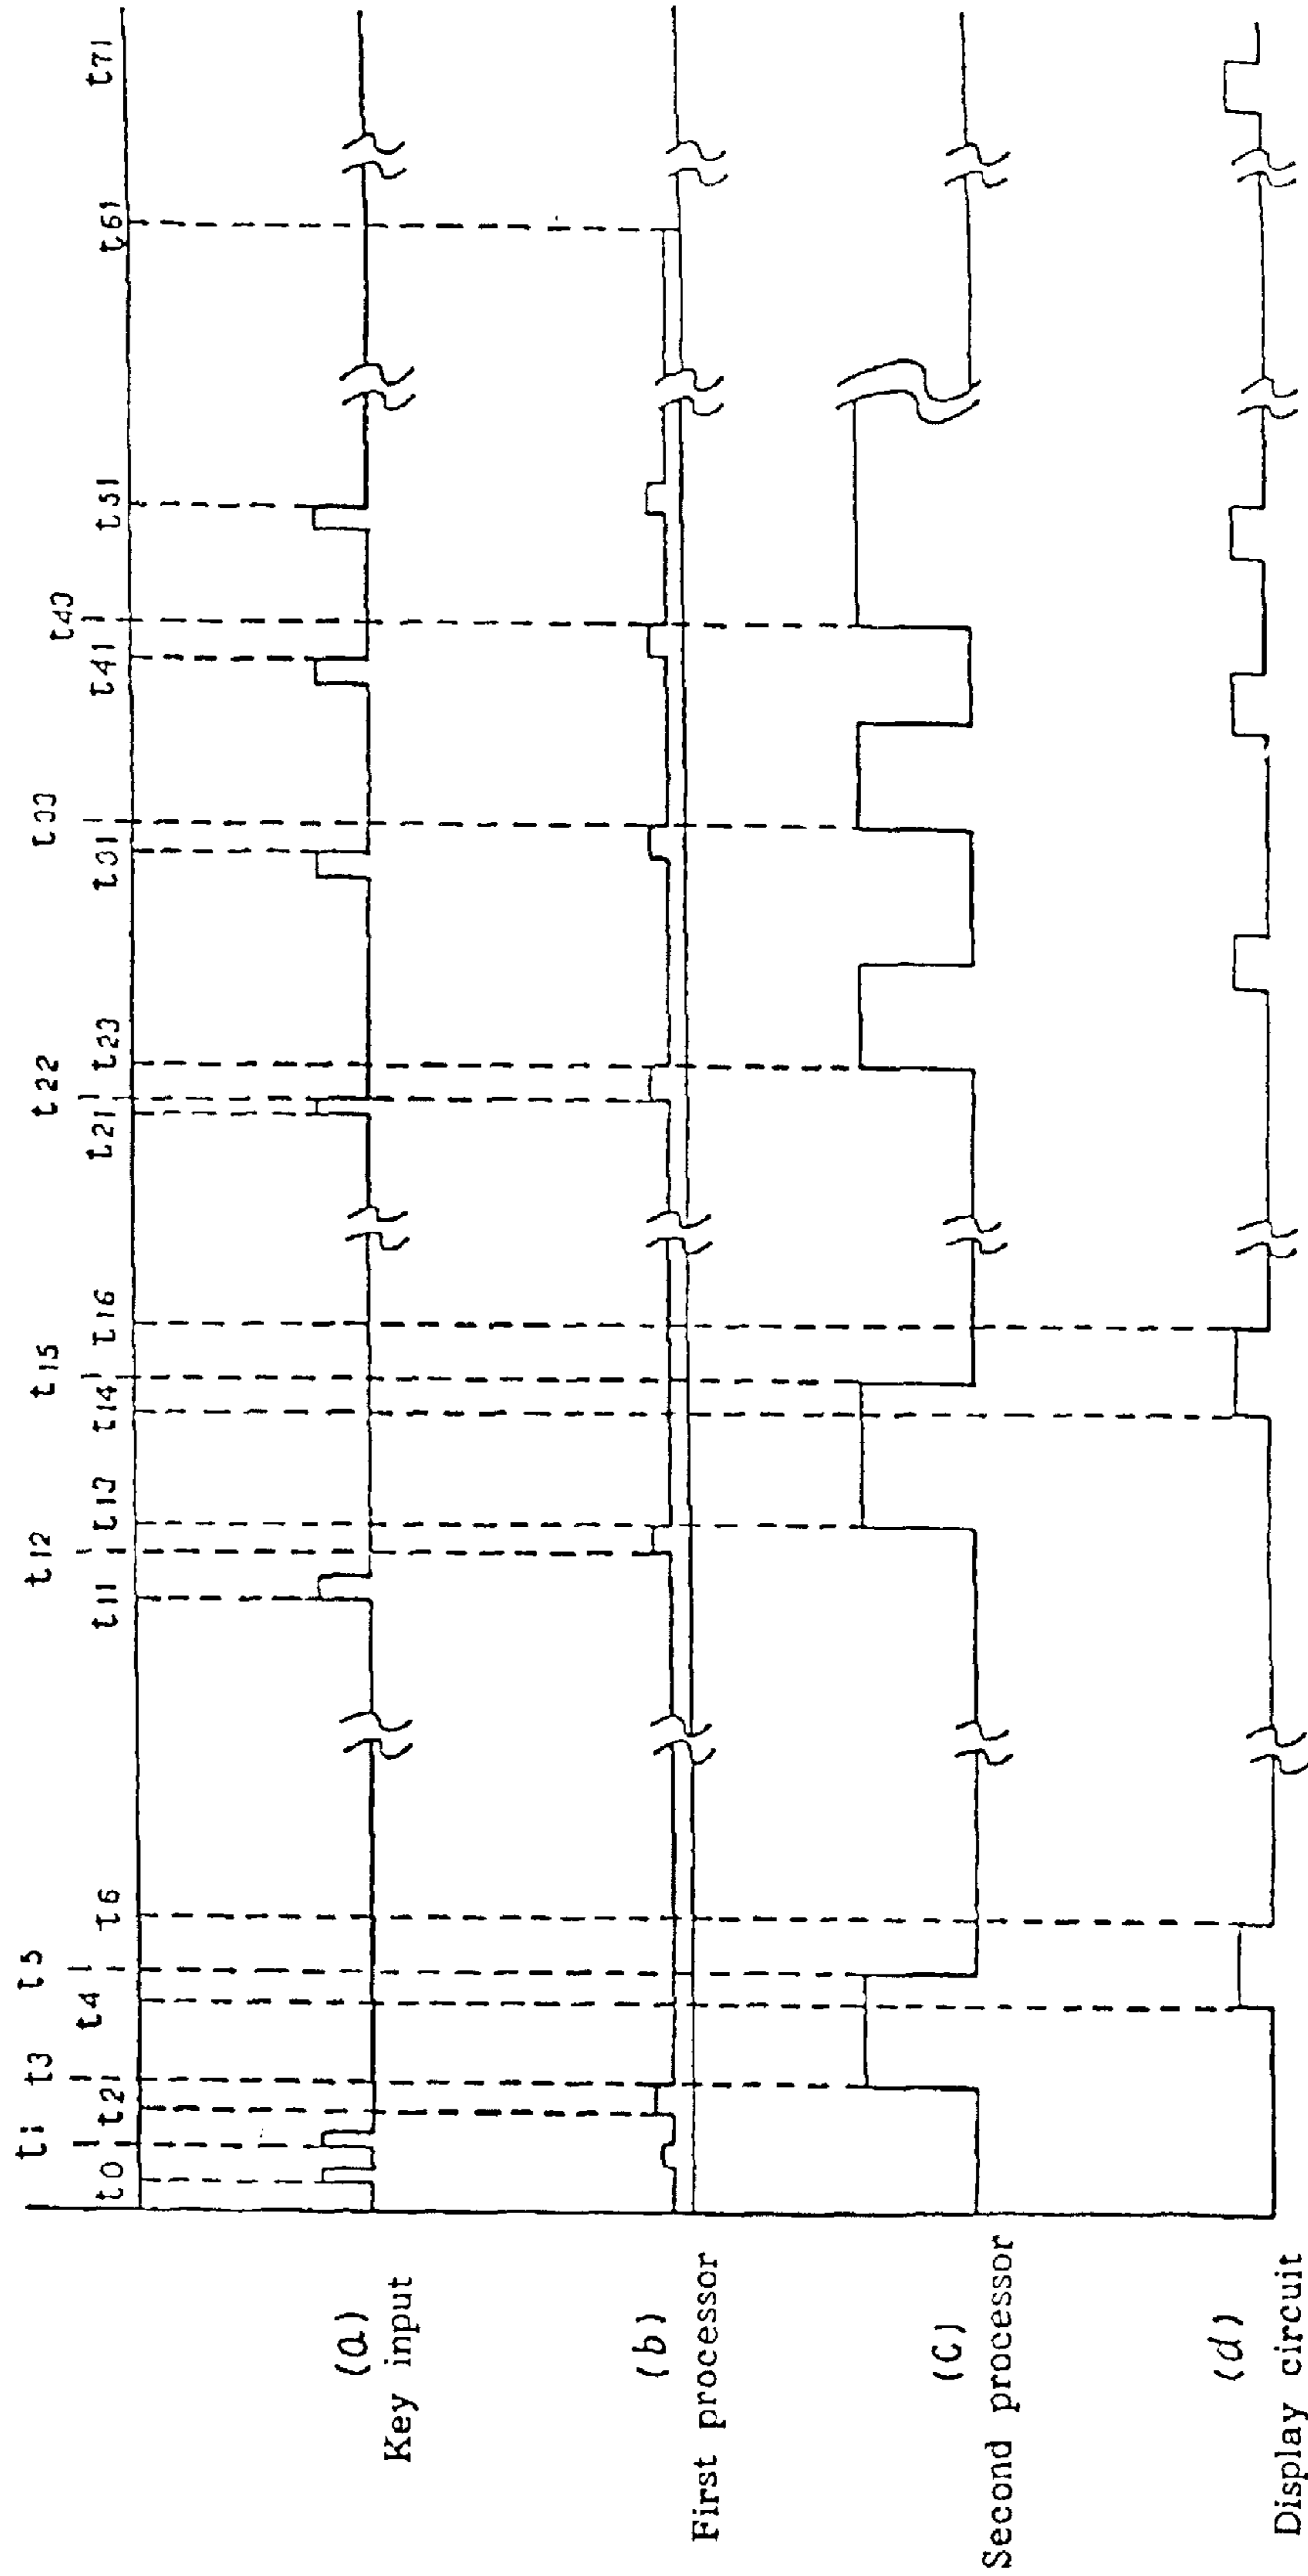 t1 t3 t5 t12 t15 t22 t33 t43
t0 t2 t4 t6 t11 t13 t14 t16 t21 t23 t31 t41 t51 t61 t71
(a)
Key input
(b)
First processor
(C)
Second processor
(d)
Display circuit